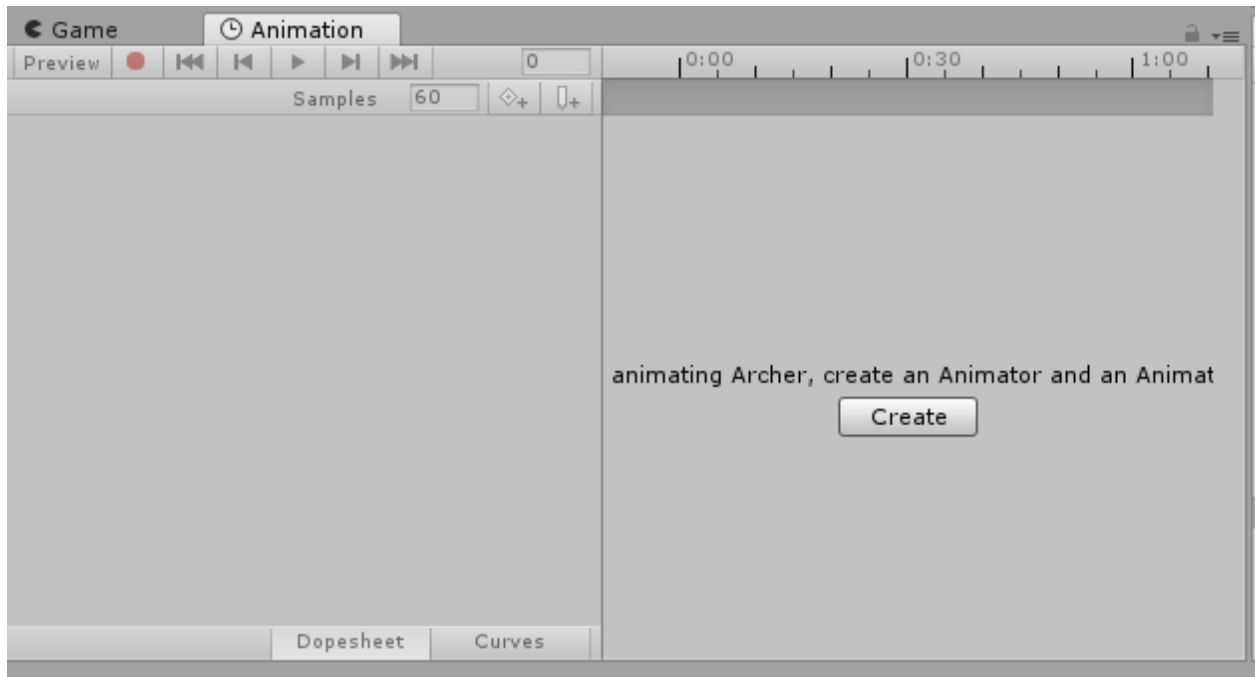 Game Animation
Preview 0 0:00 0:30 1:00
Samples 60
animating Archer, create an Animator and an Animat
Create
Dopesheet Curves